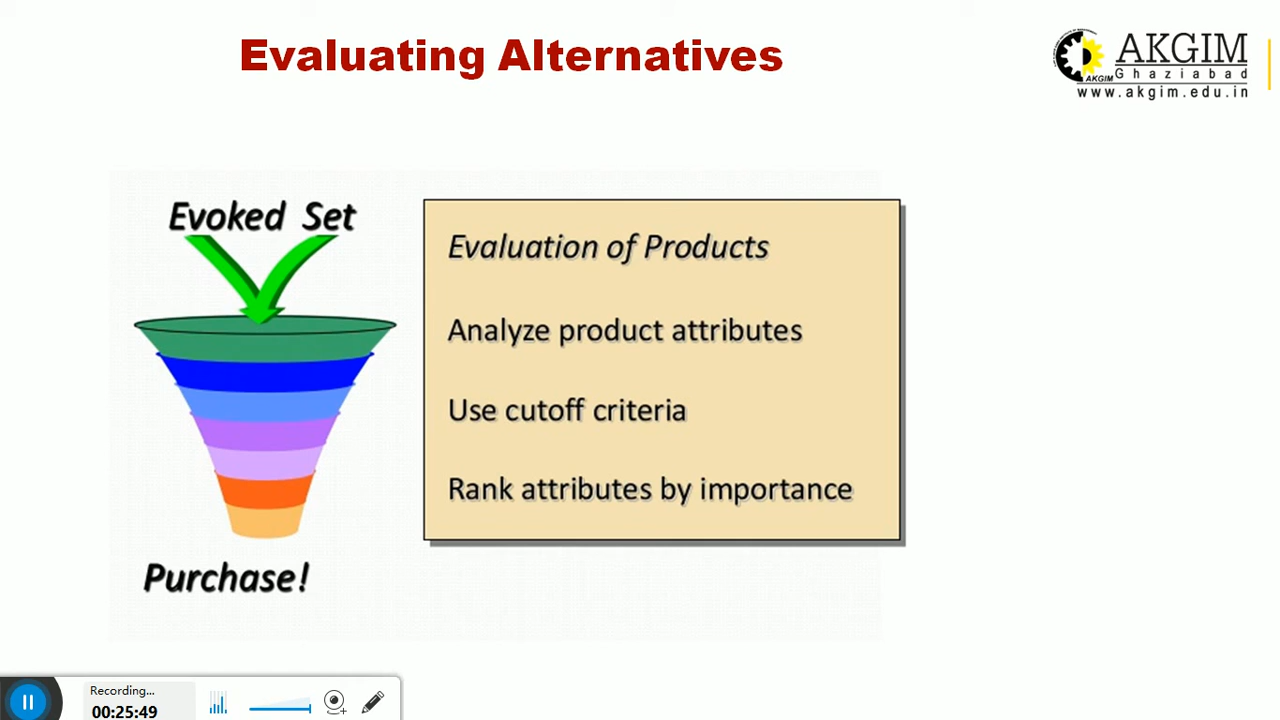 Evaluating Alternatives
AKGIM
Ghaziabad
AKGIM
www.akgim.edu.in
Evoked Set
Evaluation of Products
Analyze product attributes
Use cutoff criteria
Rank attributes by importance
Purchase!
Recording...
00:25:49